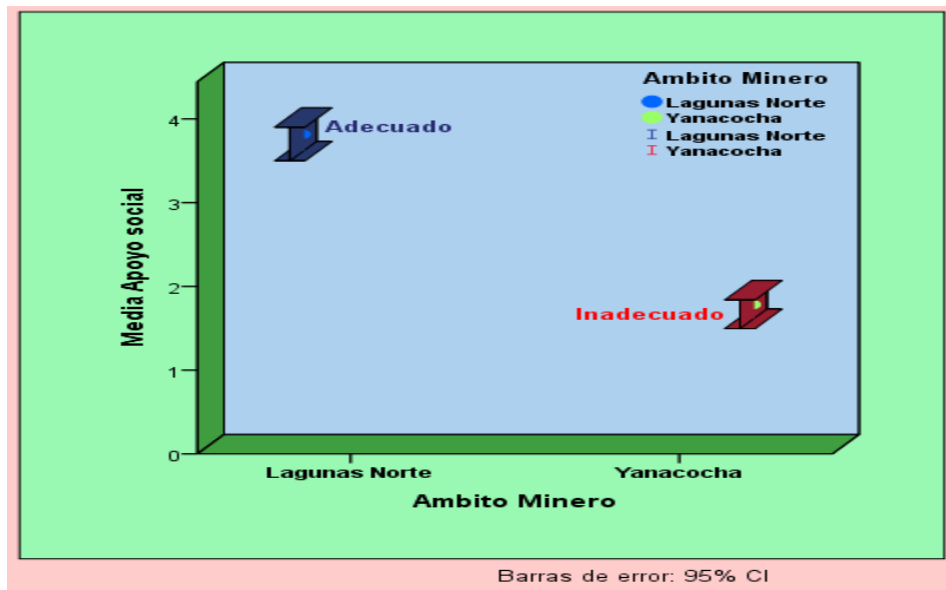 Ambito Minero
Lagunas Norte
Yanacocha
Lagunas Norte
Yanacocha
Adecuado
Inadecuado
Media Apoyo social
4
3
2
1
0
Lagunas Norte
Yanacocha
Ambito Minero
Barras de error: 95% CI